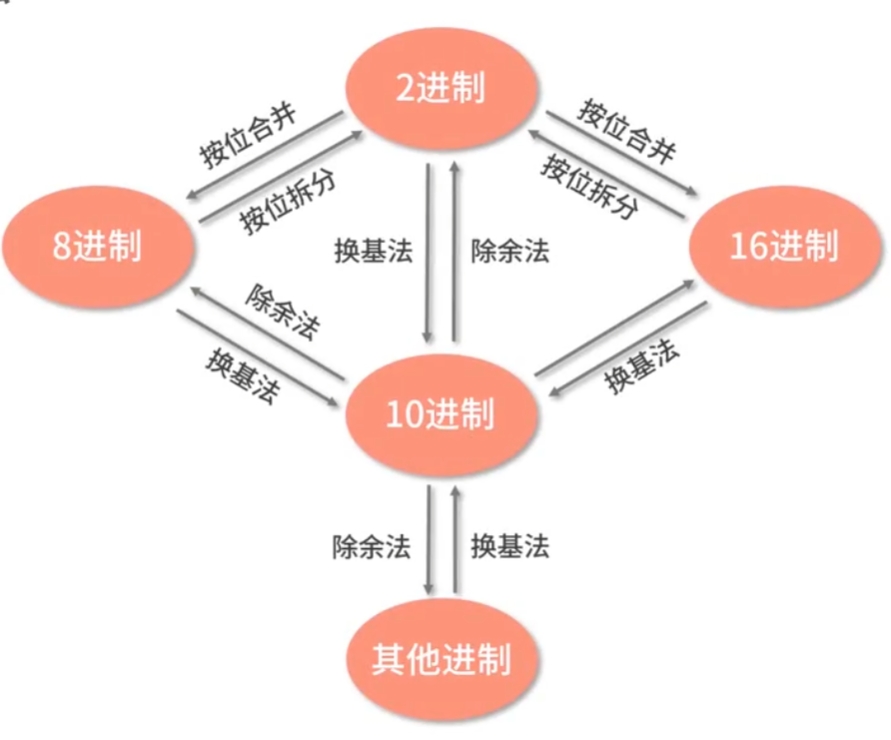 2进制
按位合并
按位合并
按位拆分
按位拆分
8进制
16进制
换基法
除余法
除余法
换基法
换基法
10进制
除余法
换基法
其他进制